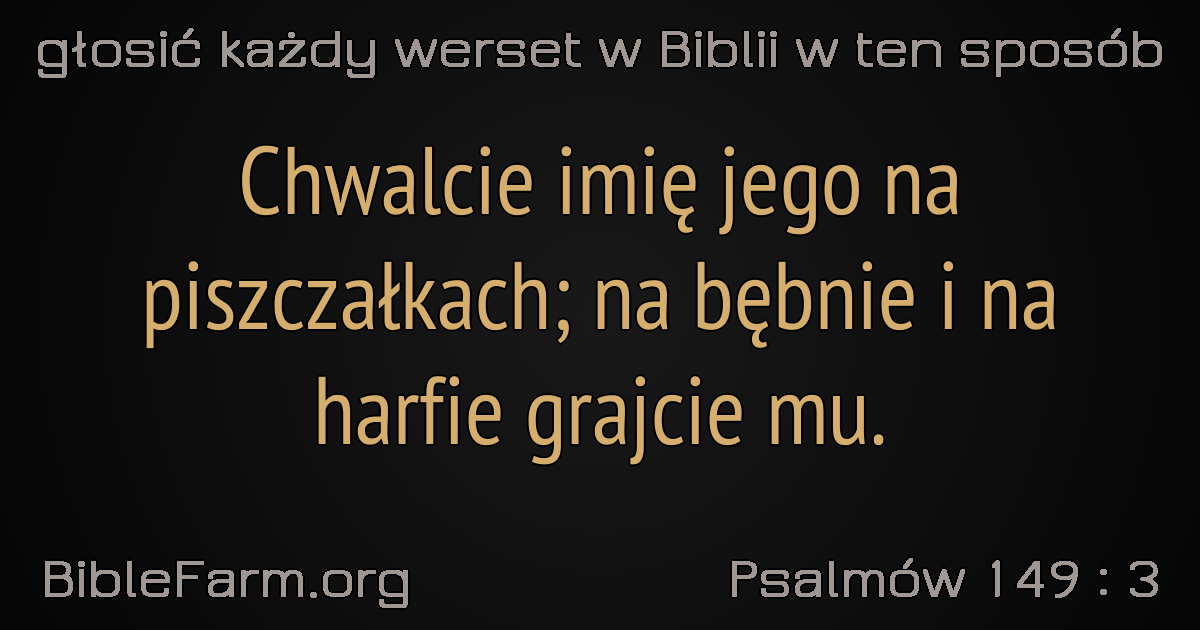 głosić każdy werset w Biblii w ten sposób
Chwalcie imię jego na
piszczałkach; na bębnie i na
harfie grajcie mu.
BibleFarm.org
Psalmów 149 : 3